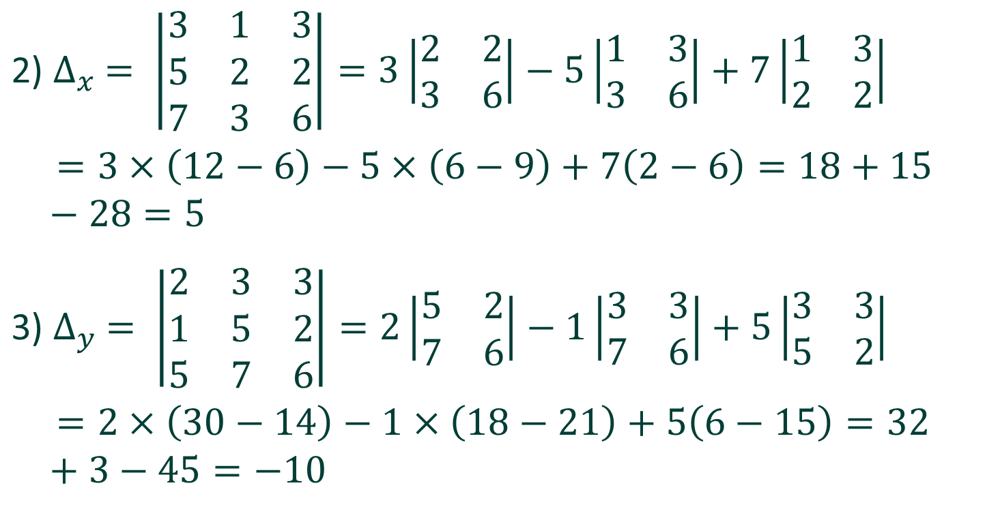 2) Δx = |3 1 3; 5 2 2; 7 3 6| = 3 |2 2; 3 6| − 5 |1 3; 3 6| + 7 |1 3; 2 2|
= 3 × (12 − 6) − 5 × (6 − 9) + 7(2 − 6) = 18 + 15
− 28 = 5
3) Δy = |2 3 3; 1 5 2; 5 7 6| = 2 |5 2; 7 6| − 1 |3 3; 7 6| + 5 |3 3; 5 2|
= 2 × (30 − 14) − 1 × (18 − 21) + 5(6 − 15) = 32
+ 3 − 45 = −10